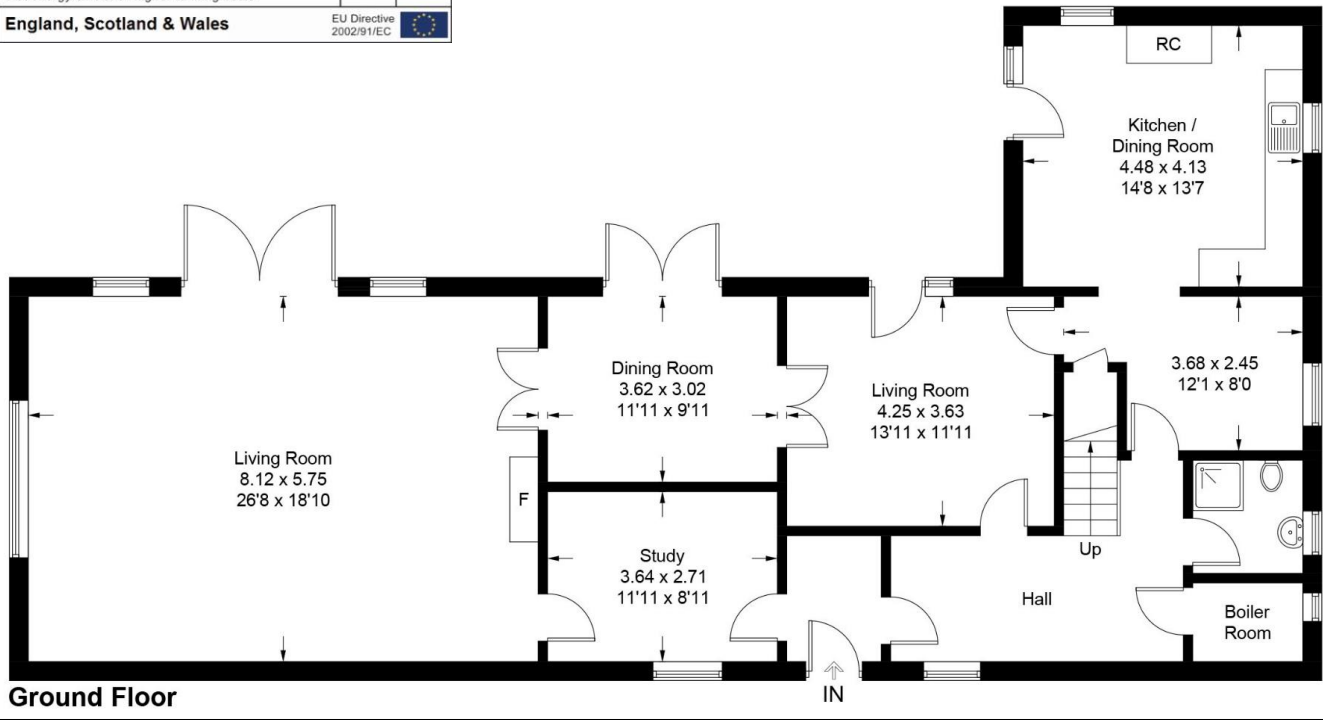 England, Scotland & Wales
EU Directive
2002/91/EC
RC
Kitchen /
Dining Room
4.48 x 4.13
14'8 x 13'7
Dining Room
3.62 x 3.02
11'11 x 9'11
Living Room
4.25 x 3.63
13'11 x 11'11
3.68 x 2.45
12'1 x 8'0
Living Room
8.12 x 5.75
26'8 x 18'10
F
Study
3.64 x 2.71
11'11 x 8'11
Up
Hall
Boiler
Room
IN
Ground Floor